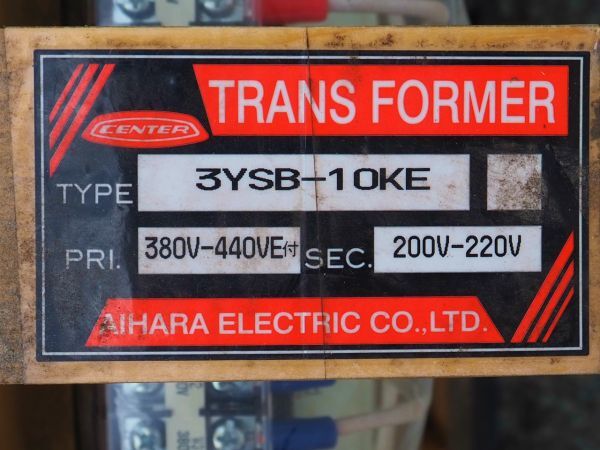 TRANS FORMER
CENTER
TYPE 3YSB-10KE
PRI. 380V-440VE付 SEC. 200V-220V
AIHARA ELECTRIC CO.,LTD.